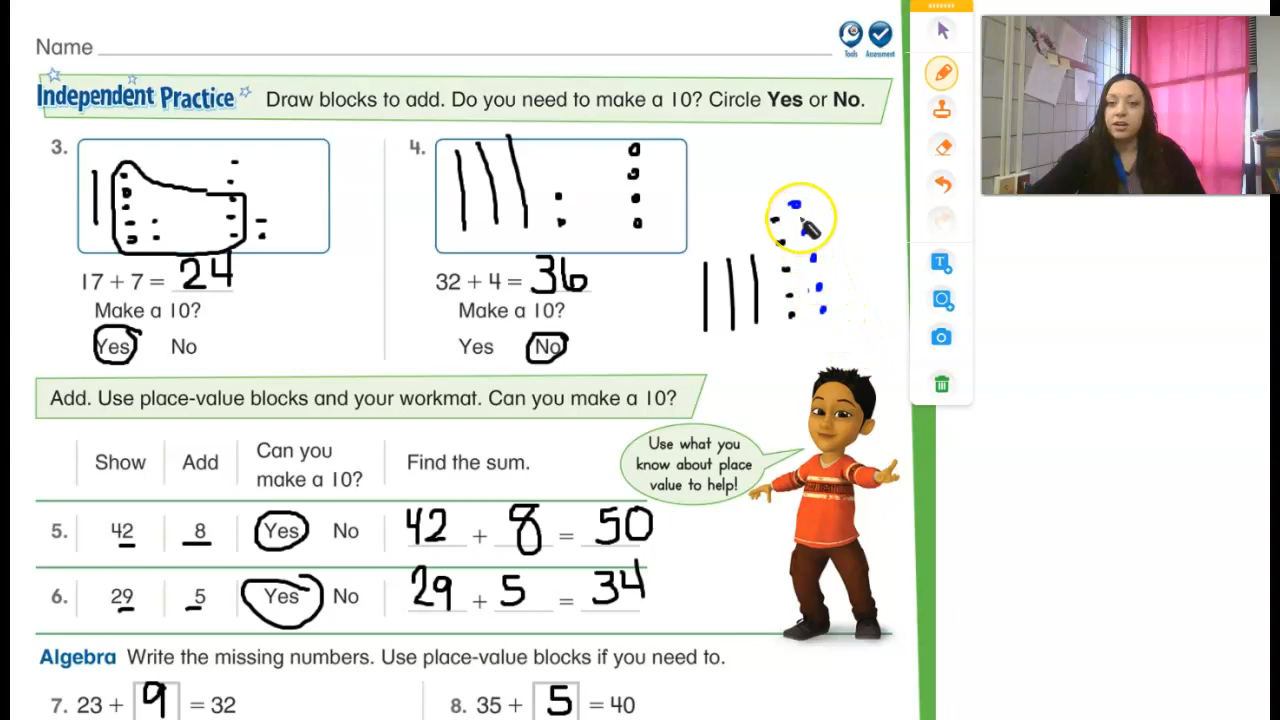 Name
Tools Assessment
Independent Practice Draw blocks to add. Do you need to make a 10? Circle Yes or No.
3.
17 + 7 = 24
Make a 10?
Yes No
4.
32 + 4 = 36
Make a 10?
Yes No
Add. Use place-value blocks and your workmat. Can you make a 10?
Show Add Can you make a 10? Find the sum.
5. 42 8 Yes No 42 + 8 = 50
6. 29 5 Yes No 29 + 5 = 34
Use what you
know about place
value to help!
Algebra Write the missing numbers. Use place-value blocks if you need to.
7. 23 + 9 = 32
8. 35 + 5 = 40
T